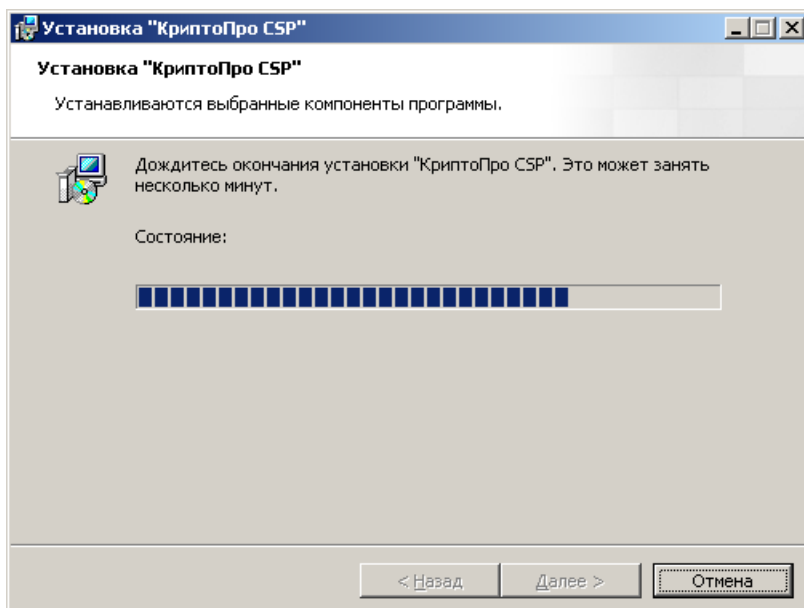 Установка "КриптоПро CSP"
Установка "КриптоПро CSP"
Устанавливаются выбранные компоненты программы.
Дождитесь окончания установки "КриптоПро CSP". Это может занять
несколько минут.
Состояние:
< Назад Далее > Отмена